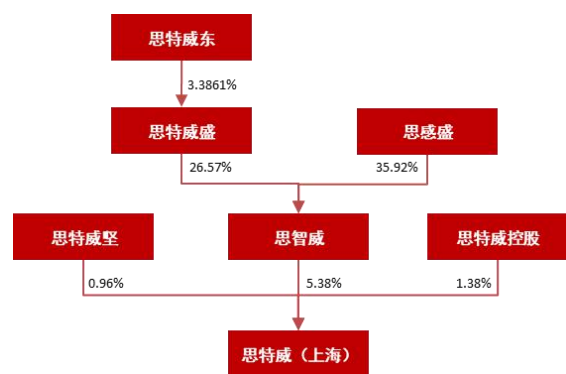 思特威东
3.3861%
思特威盛
思感盛
26.57%
35.92%
思特威坚
思智威
思特威控股
0.96%
5.38%
1.38%
思特威（上海）